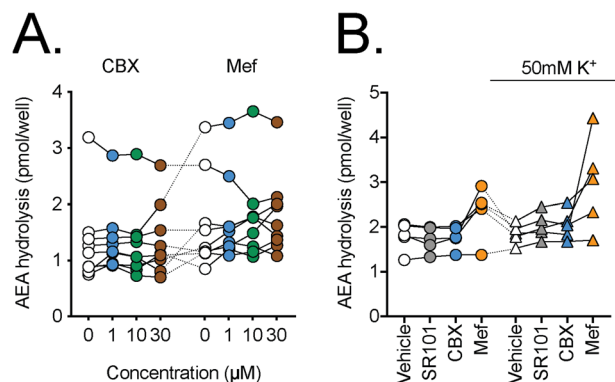 A.
CBX Mef
AEA hydrolysis (pmol/well)
4
3
2
1
0
0 1 10 30 0 1 10 30
Concentration (µM)
B.
50mM K⁺
AEA hydrolysis (pmol/well)
5
4
3
2
1
0
Vehicle
SR101
CBX
Mef
Vehicle
SR101
CBX
Mef